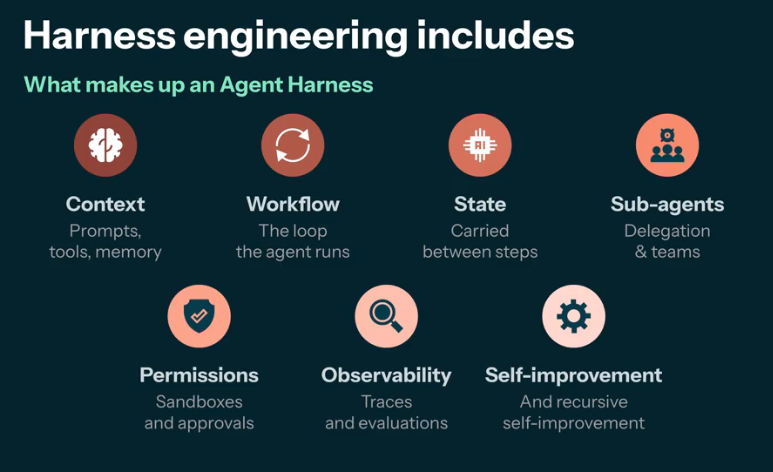 Harness engineering includes
What makes up an Agent Harness
AI
Context
Prompts,
tools, memory
Workflow
The loop
the agent runs
State
Carried
between steps
Sub-agents
Delegation
& teams
Permissions
Sandboxes
and approvals
Observability
Traces
and evaluations
Self-improvement
And recursive
self-improvement